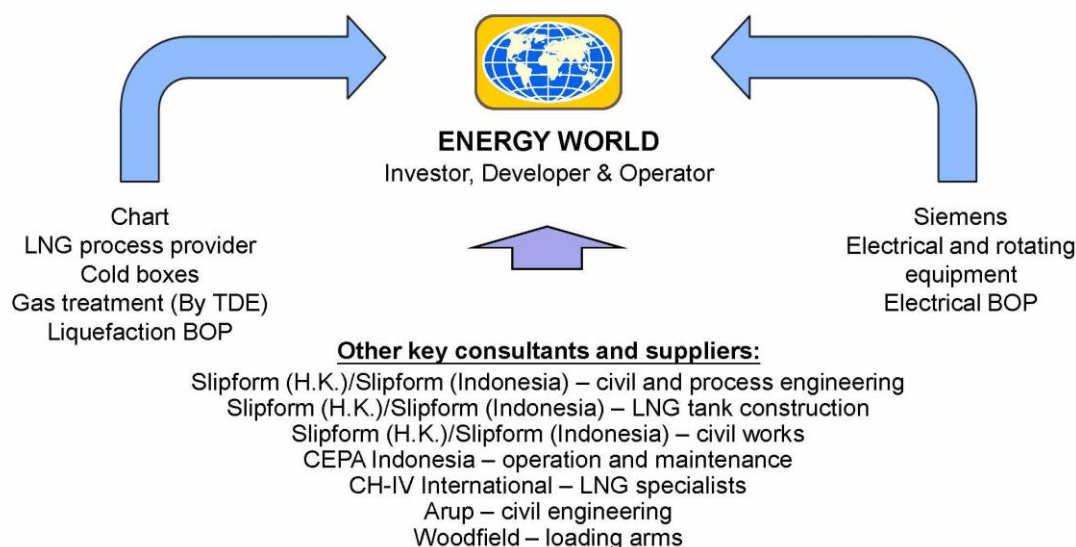 ENERGY WORLD
Investor, Developer & Operator
Chart
LNG process provider
Cold boxes
Gas treatment (By TDE)
Liquefaction BOP
Siemens
Electrical and rotating
equipment
Electrical BOP
Other key consultants and suppliers:
Slipform (H.K.)/Slipform (Indonesia) – civil and process engineering
Slipform (H.K.)/Slipform (Indonesia) – LNG tank construction
Slipform (H.K.)/Slipform (Indonesia) – civil works
CEPA Indonesia – operation and maintenance
CH-IV International – LNG specialists
Arup – civil engineering
Woodfield – loading arms